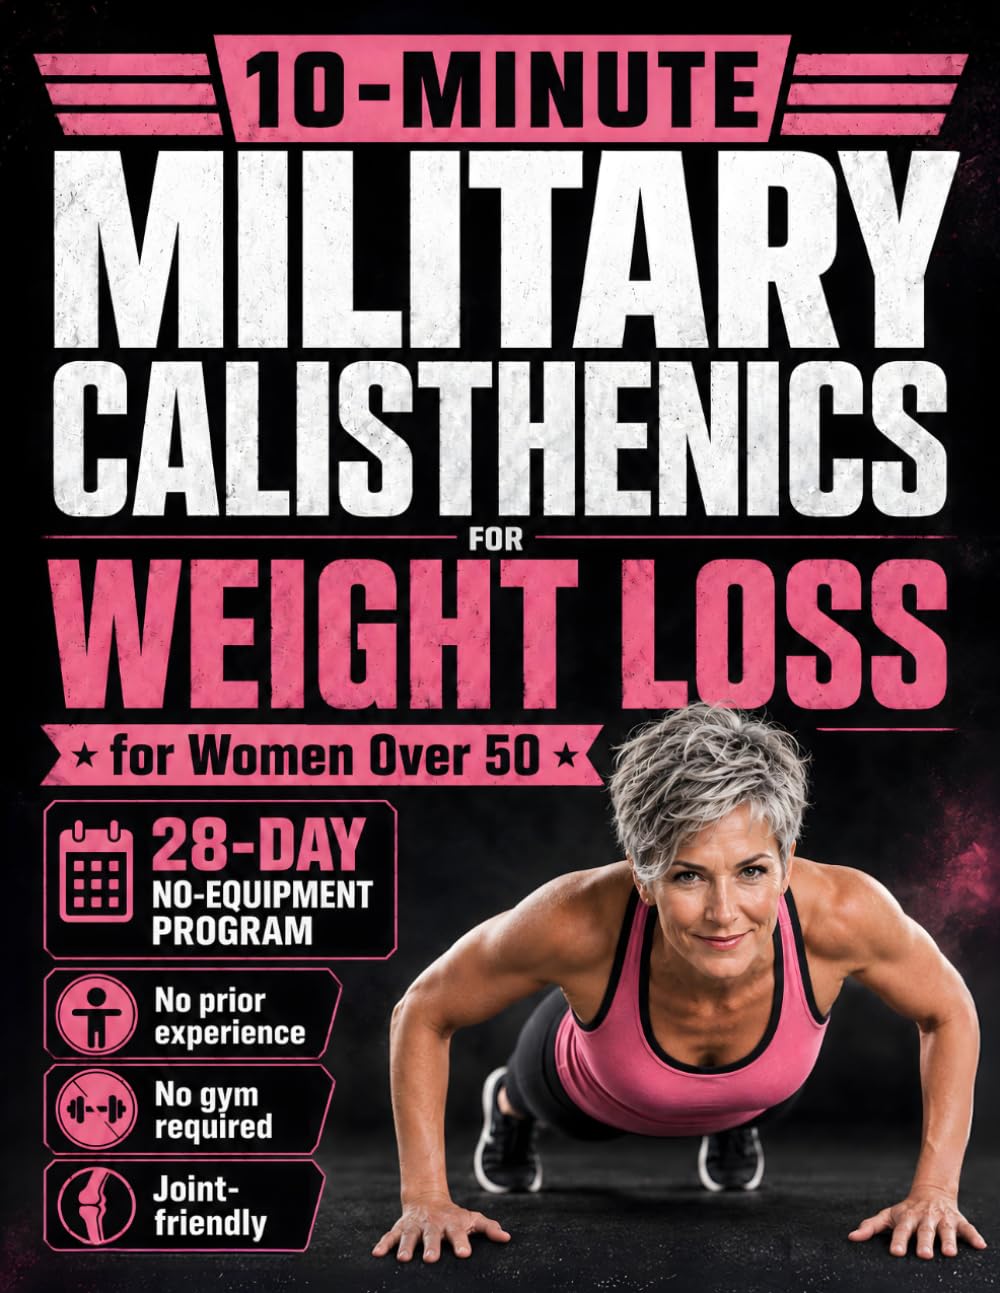 10-MINUTE
MILITARY
CALISTHENICS
FOR
WEIGHT LOSS
★ for Women Over 50 ★
28-DAY
NO-EQUIPMENT
PROGRAM
No prior
experience
No gym
required
Joint-
friendly